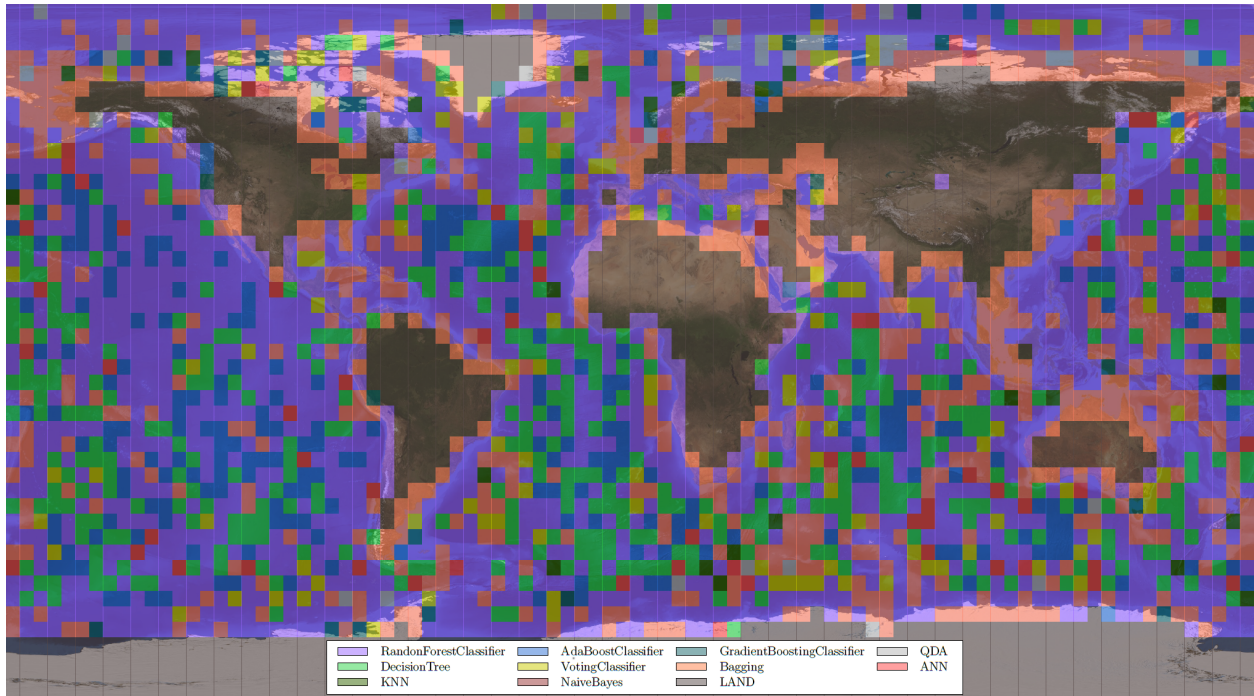 RandonForestClassifier AdaBoostClassifier GradientBoostingClassifier QDA
DecisionTree VotingClassifier Bagging ANN
KNN NaiveBayes LAND